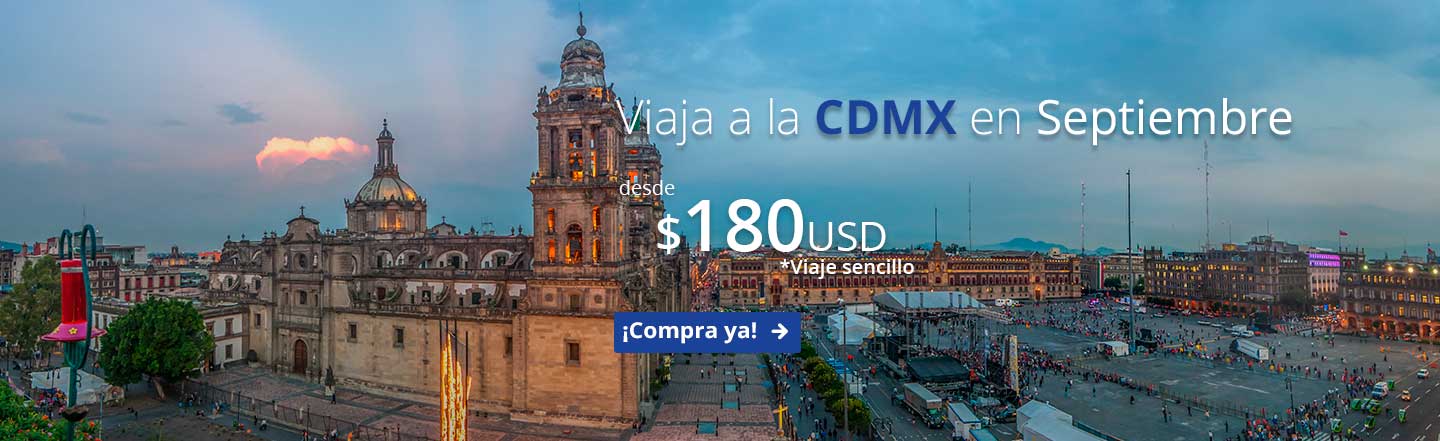 Viaja a la CDMX en Septiembre
desde
$180USD
*Viaje sencillo
¡Compra ya! →